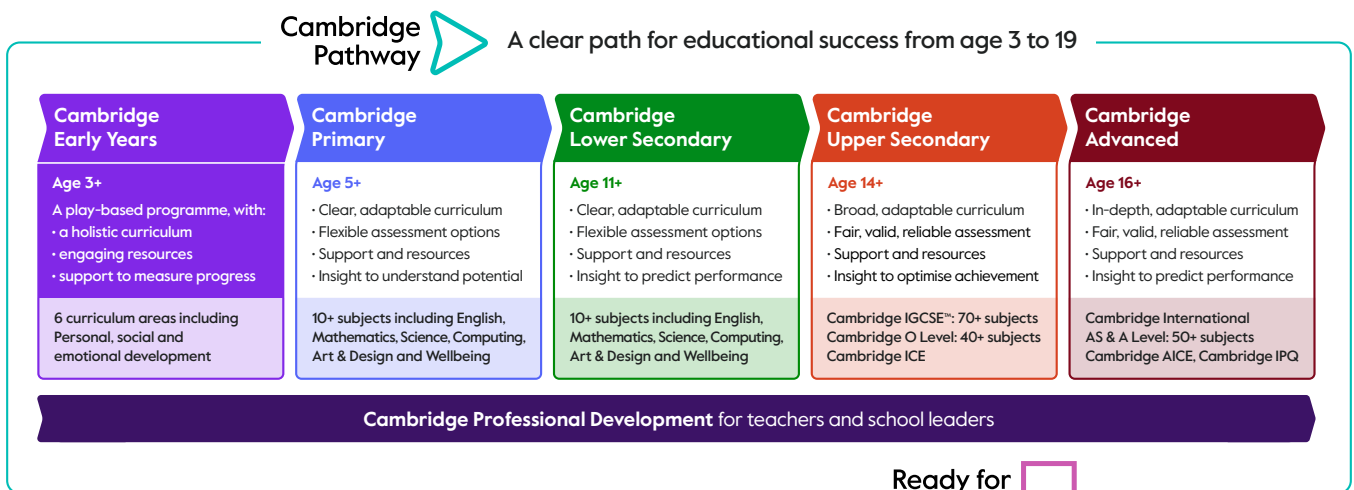 Cambridge
Pathway
A clear path for educational success from age 3 to 19
Cambridge
Early Years
Age 3+
A play-based programme, with:
• a holistic curriculum
• engaging resources
• support to measure progress
6 curriculum areas including
Personal, social and
emotional development
Cambridge
Primary
Age 5+
• Clear, adaptable curriculum
• Flexible assessment options
• Support and resources
• Insight to understand potential
10+ subjects including English,
Mathematics, Science, Computing,
Art & Design and Wellbeing
Cambridge
Lower Secondary
Age 11+
• Clear, adaptable curriculum
• Flexible assessment options
• Support and resources
• Insight to predict performance
10+ subjects including English,
Mathematics, Science, Computing,
Art & Design and Wellbeing
Cambridge
Upper Secondary
Age 14+
• Broad, adaptable curriculum
• Fair, valid, reliable assessment
• Support and resources
• Insight to optimise achievement
Cambridge IGCSE™: 70+ subjects
Cambridge O Level: 40+ subjects
Cambridge ICE
Cambridge
Advanced
Age 16+
• In-depth, adaptable curriculum
• Fair, valid, reliable assessment
• Support and resources
• Insight to predict performance
Cambridge International
AS & A Level: 50+ subjects
Cambridge AICE, Cambridge IPQ
Cambridge Professional Development for teachers and school leaders
Ready for